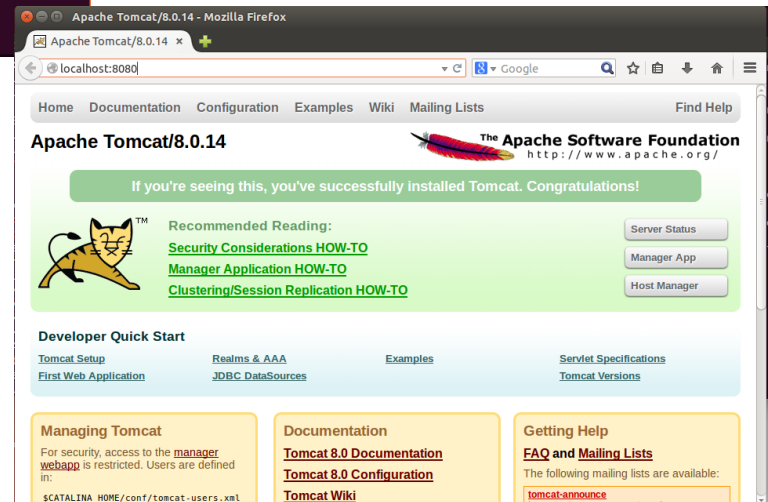 Apache Tomcat/8.0.14 - Mozilla Firefox
Apache Tomcat/8.0.14
localhost:8080
Google
Home Documentation Configuration Examples Wiki Mailing Lists Find Help
Apache Tomcat/8.0.14
The Apache Software Foundation
http://www.apache.org/
If you're seeing this, you've successfully installed Tomcat. Congratulations!
TM
Recommended Reading:
Security Considerations HOW-TO
Manager Application HOW-TO
Clustering/Session Replication HOW-TO
Server Status
Manager App
Host Manager
Developer Quick Start
Tomcat Setup
First Web Application
Realms & AAA
JDBC DataSources
Examples
Servlet Specifications
Tomcat Versions
Managing Tomcat
For security, access to the manager
webapp is restricted. Users are defined
in:
$CATALINA_HOME/conf/tomcat-users.xml
Documentation
Tomcat 8.0 Documentation
Tomcat 8.0 Configuration
Tomcat Wiki
Getting Help
FAQ and Mailing Lists
The following mailing lists are available:
tomcat-announce